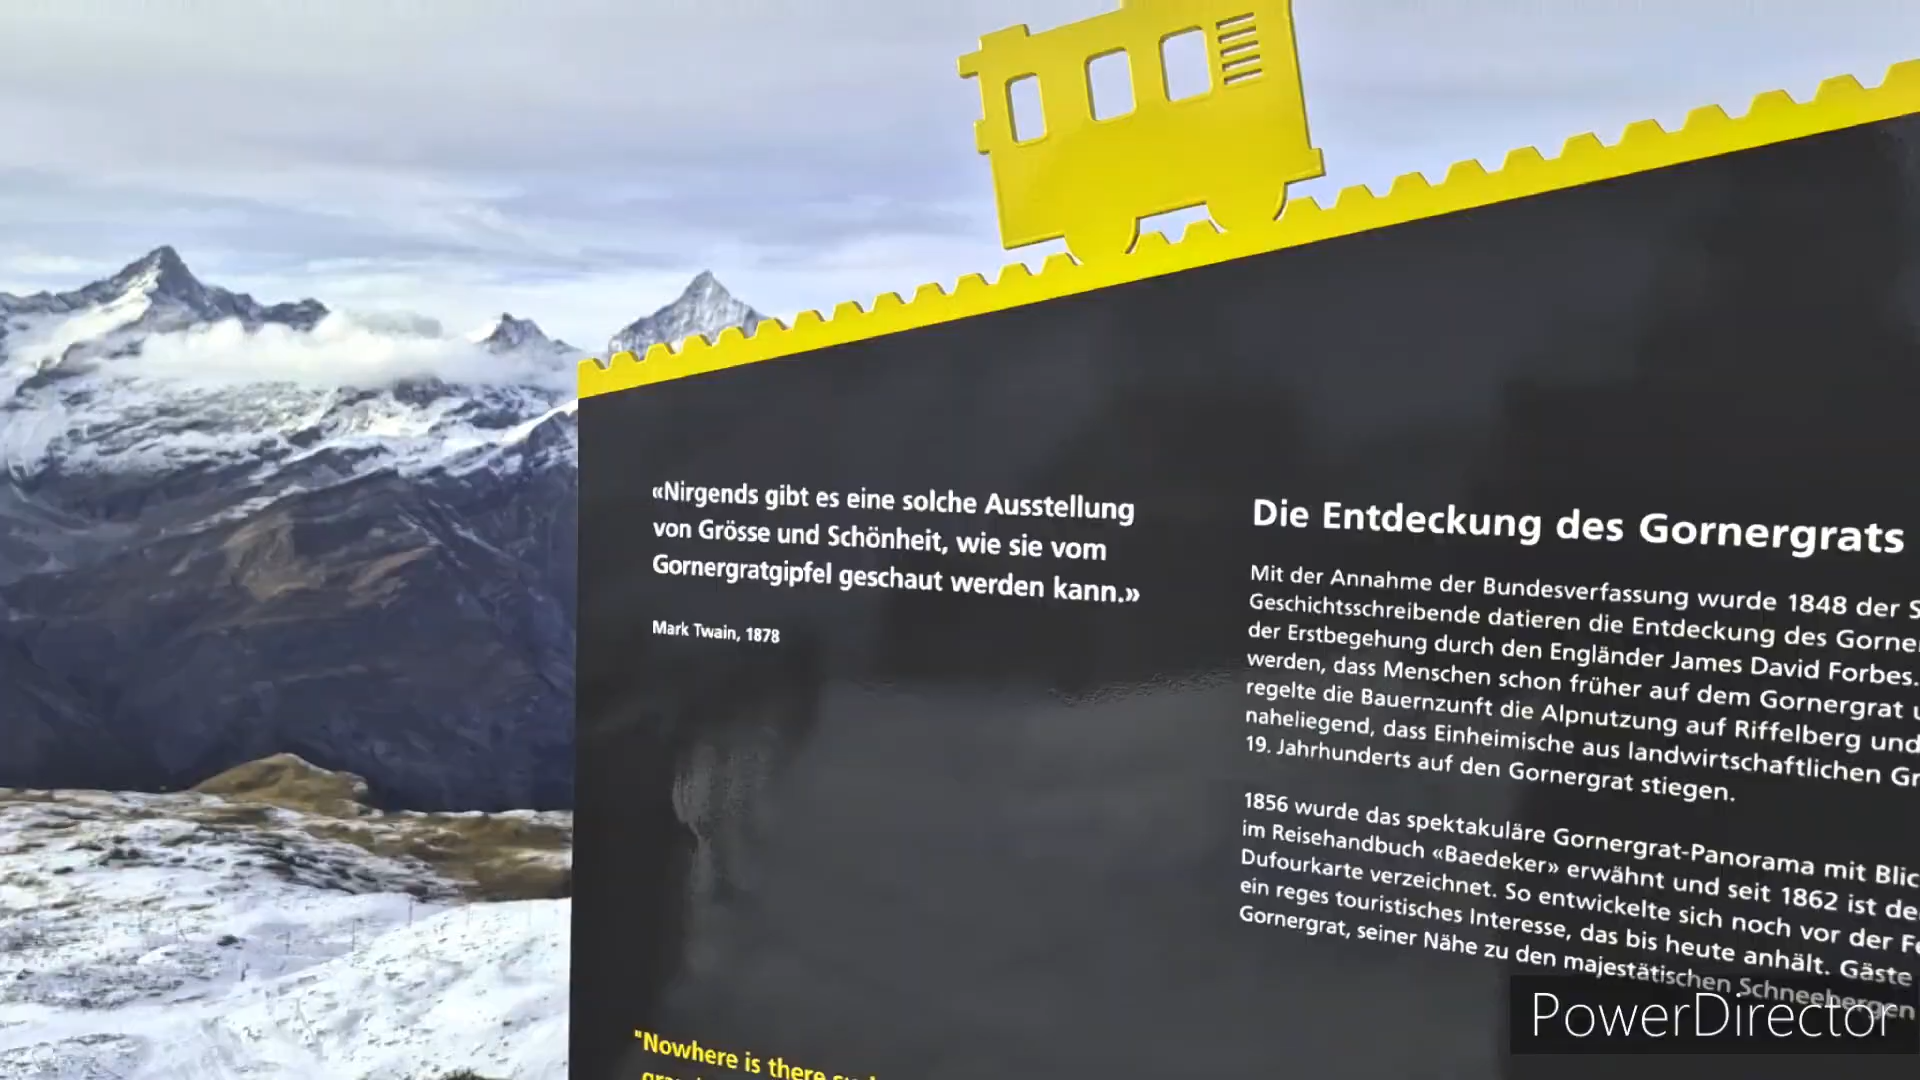 «Nirgends gibt es eine solche Ausstellung
von Grösse und Schönheit, wie sie vom
Gornergratgipfel geschaut werden kann.»
Mark Twain, 1878
"Nowhere is there
Die Entdeckung des Gornergrats
Mit der Annahme der Bundesverfassung wurde 1848 der
Geschichtsschreibende datieren die Entdeckung des
der Erstbegehung durch den Engländer James David Forbes.
werden, dass Menschen schon früher auf dem Gornergrat
regelte die Bauernzunft die Alpnutzung auf Riffelberg und
naheliegend, dass Einheimische aus landwirtschaftlichen
19. Jahrhunderts auf den Gornergrat stiegen.
1856 wurde das spektakuläre Gornergrat-Panorama mit
im Reisehandbuch «Baedeker» erwähnt und seit 1862 ist
Dufourkarte verzeichnet. So entwickelte sich noch vor der
ein reges touristisches Interesse, das bis heute anhält. Gäste
Gornergrat, seiner Nähe zu den majestätischen Schneebergen
PowerDirector